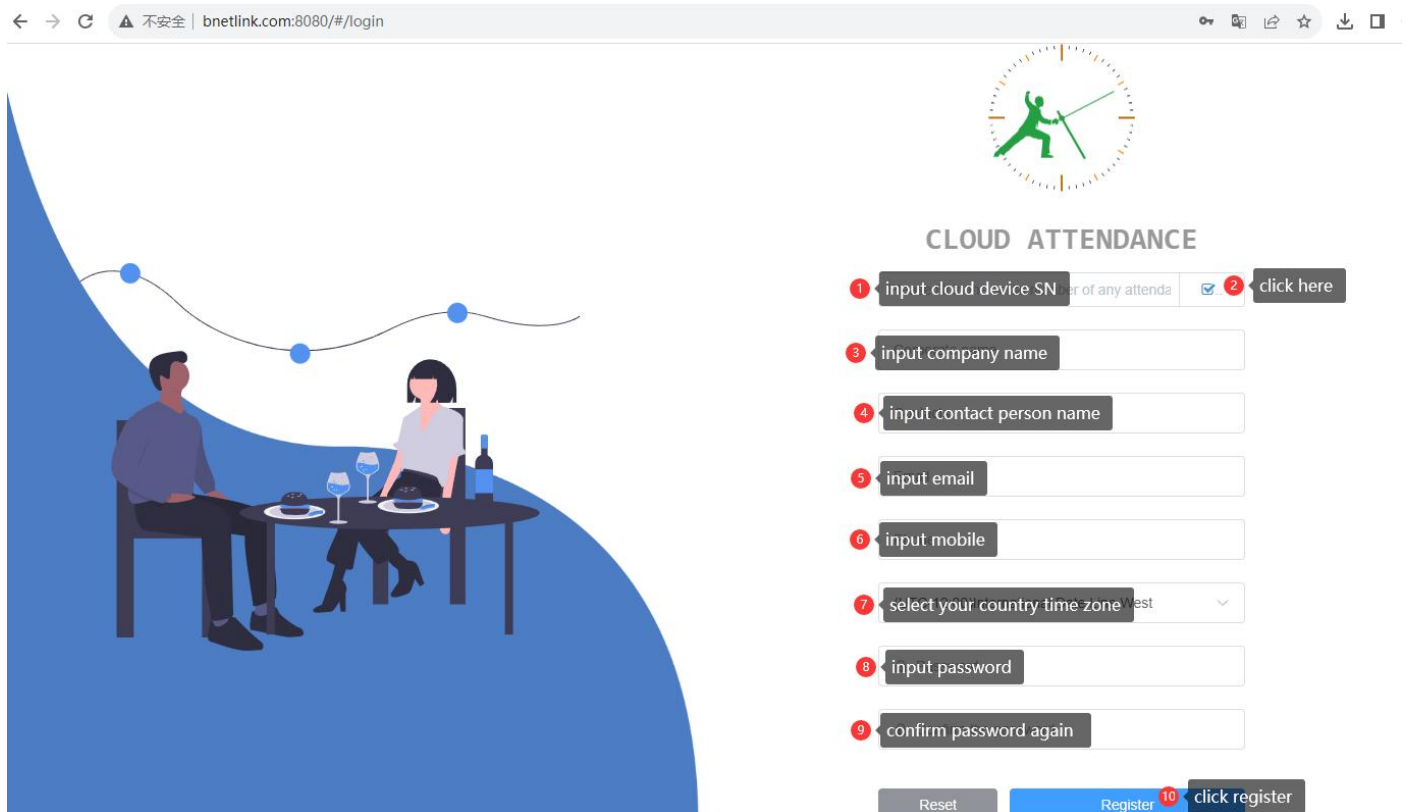 不安全 | bnetlink.com:8080/#/login
CLOUD ATTENDANCE
1 input cloud device SN ber of any attenda 2 click here
3 input company name
4 input contact person name
5 input email
6 input mobile
7 select your country time zone West
8 input password
9 confirm password again
Reset Register 10 click register